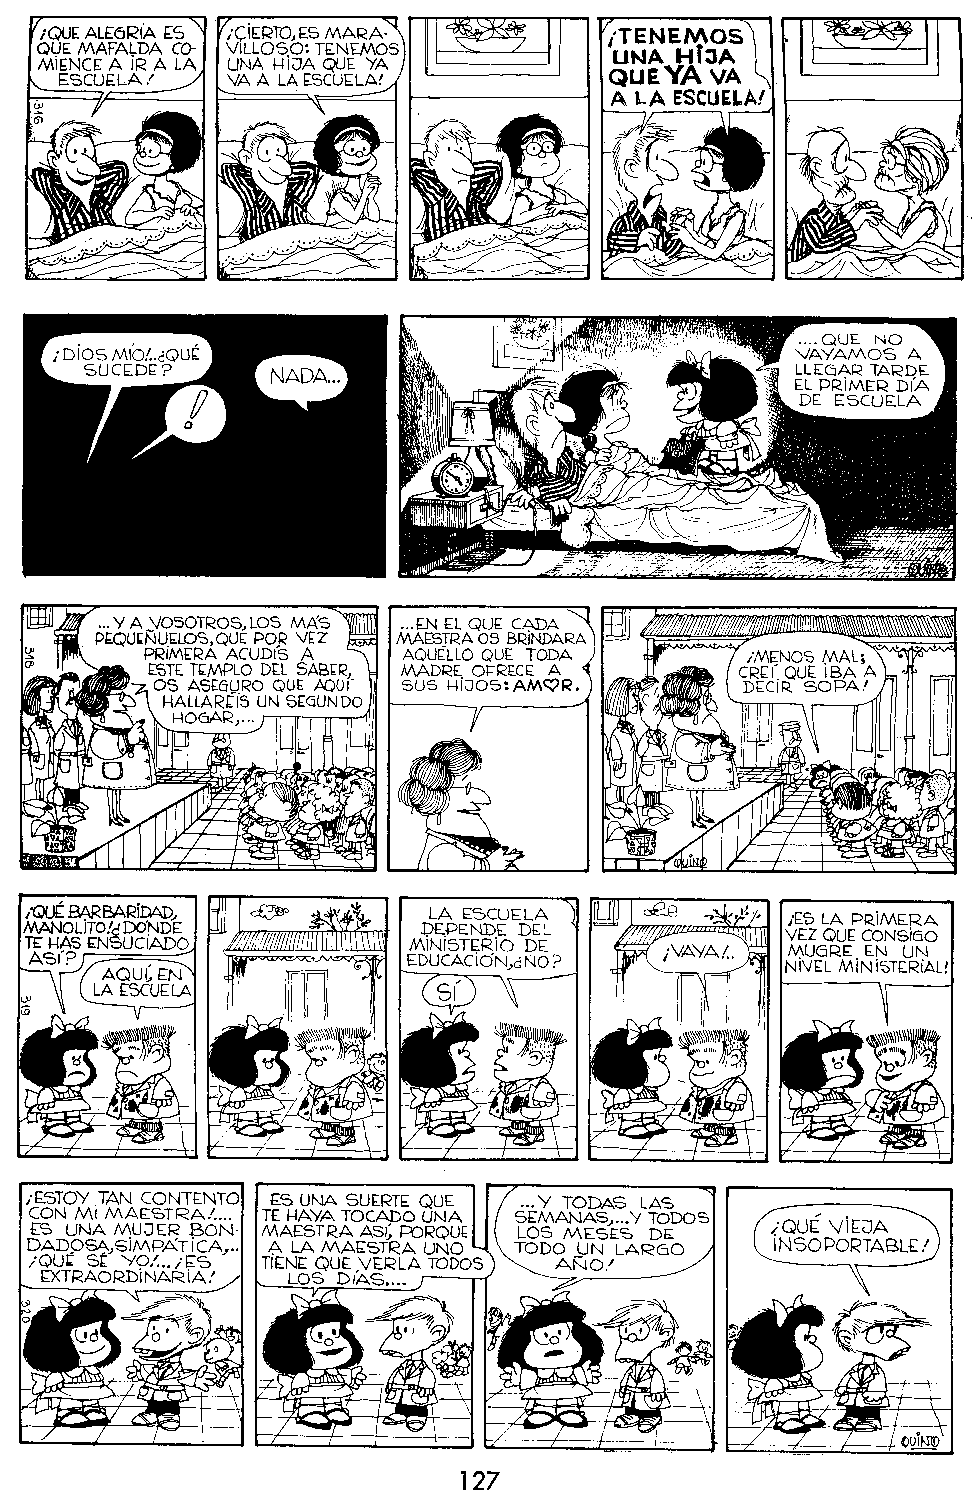 ¡QUE ALEGRÍA ES
QUE MAFALDA CO-
MIENCE A IR A LA
ESCUELA!
¡CIERTO, ES MARA-
VILLOSO: TENEMOS
UNA HIJA QUE YA
VA A LA ESCUELA!
¡TENEMOS
UNA HIJA
QUE YA VA
A LA ESCUELA!
316
¡DIOS MÍO!..¿QUÉ
SUCEDE?
!
NADA...
....QUE NO
VAYAMOS A
LLEGAR TARDE
EL PRIMER DÍA
DE ESCUELA
QUINO
...Y A VOSOTROS, LOS MÁS
PEQUEÑUELOS, QUE POR VEZ
PRIMERA ACUDÍS A
ESTE TEMPLO DEL SABER,
OS ASEGURO QUE AQUÍ
HALLARÉIS UN SEGUNDO
HOGAR,...
318
...EN EL QUE CADA
MAESTRA OS BRINDARÁ
AQUELLO QUE TODA
MADRE OFRECE A
SUS HIJOS: AMOR.
¡MENOS MAL;
CREÍ QUE IBA A
DECIR SOPA!
QUINO
¡QUÉ BARBARIDAD,
MANOLITO!¿DÓNDE
TE HAS ENSUCIADO
ASÍ?
AQUÍ, EN
LA ESCUELA
319
LA ESCUELA
DEPENDE DEL
MINISTERIO DE
EDUCACIÓN,¿NO?
SÍ
¡VAYA!..
¡ES LA PRIMERA
VEZ QUE CONSIGO
MUGRE EN UN
NIVEL MINISTERIAL!
¡ESTOY TAN CONTENTO
CON MI MAESTRA!....
ES UNA MUJER BON-
DADOSA, SIMPÁTICA,..
¡QUE SÉ YO!...¡ES
EXTRAORDINARIA!
320
ES UNA SUERTE QUE
TE HAYA TOCADO UNA
MAESTRA ASÍ, PORQUE
A LA MAESTRA UNO
TIENE QUE VERLA TODOS
LOS DÍAS,...
...Y TODAS LAS
SEMANAS,...Y TODOS
LOS MESES DE
TODO UN LARGO
AÑO!
¡QUÉ VIEJA
INSOPORTABLE!
QUINO
127